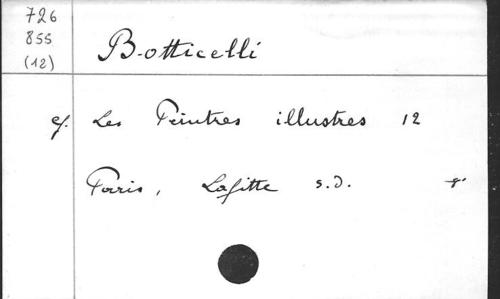 726
855
(12)
Botticelli
cf. Les Peintres illustres 12
Paris, Lafitte s.d. 8°